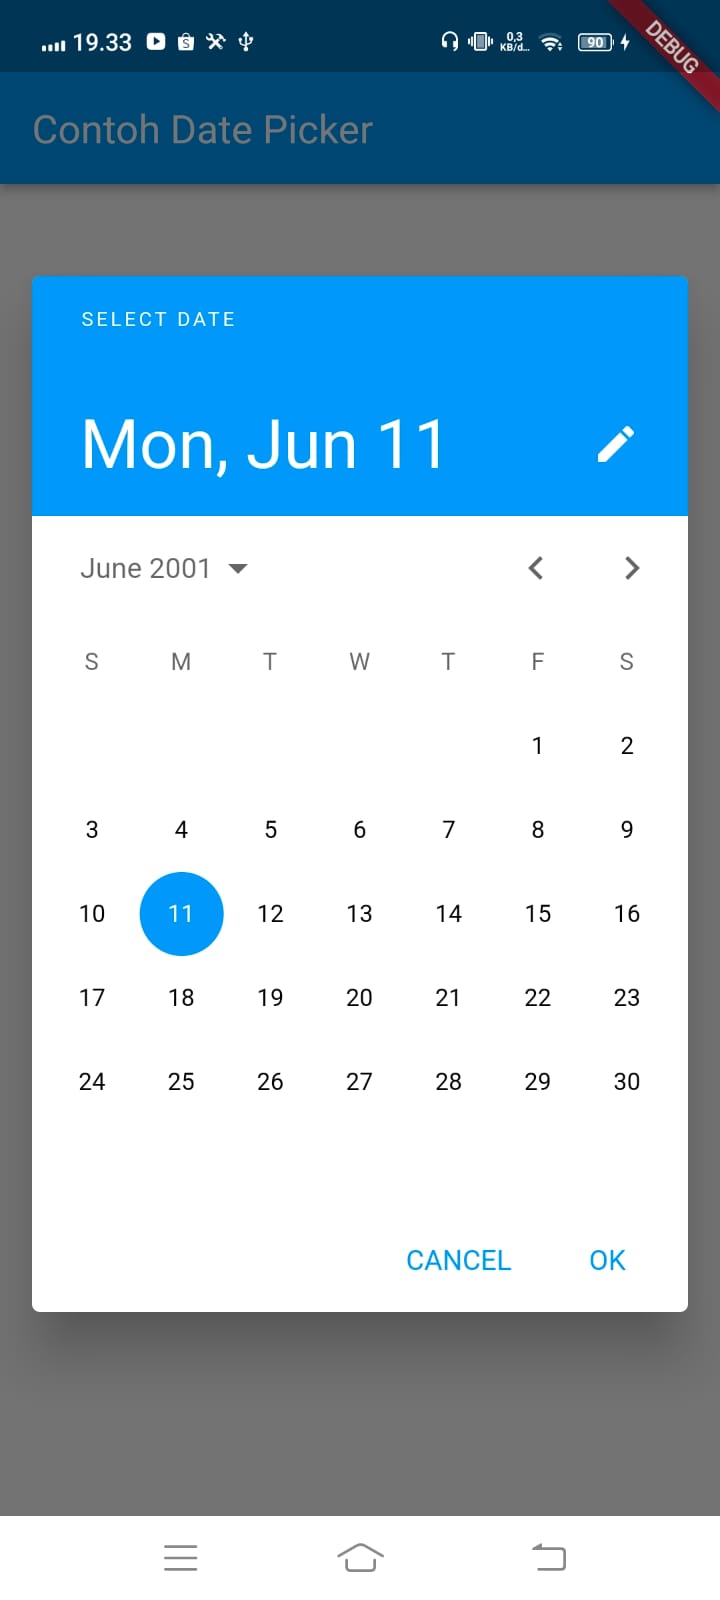 19.33 0,3 KB/d... 90
DEBUG
Contoh Date Picker
SELECT DATE
Mon, Jun 11
June 2001
S M T W T F S
1 2
3 4 5 6 7 8 9
10 11 12 13 14 15 16
17 18 19 20 21 22 23
24 25 26 27 28 29 30
CANCEL OK